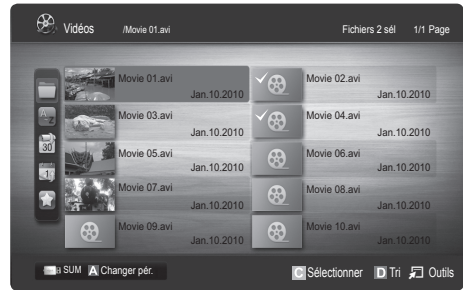 Vidéos /Movie 01.avi Fichiers 2 sél 1/1 Page
Movie 01.avi Movie 02.avi
Jan.10.2010 Jan.10.2010
Movie 03.avi Movie 04.avi
Jan.10.2010 Jan.10.2010
Movie 05.avi Movie 06.avi
Jan.10.2010 Jan.10.2010
Movie 07.avi Movie 08.avi
Jan.10.2010 Jan.10.2010
Movie 09.avi Movie 10.avi
Jan.10.2010 Jan.10.2010
A Z
30
1
SUM A Changer pér. C Sélectionner D Tri Outils